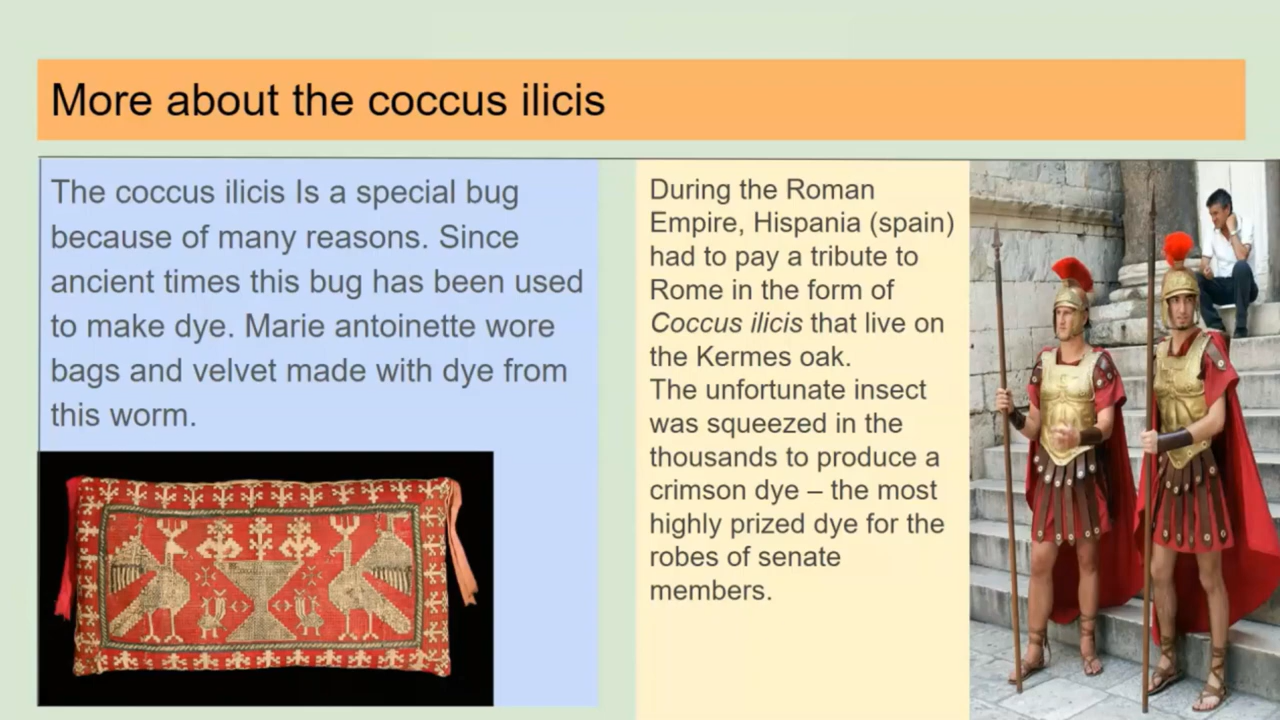 More about the coccus ilicis
The coccus ilicis Is a special bug
because of many reasons. Since
ancient times this bug has been used
to make dye. Marie antoinette wore
bags and velvet made with dye from
this worm.
During the Roman
Empire, Hispania (spain)
had to pay a tribute to
Rome in the form of
Coccus ilicis that live on
the Kermes oak.
The unfortunate insect
was squeezed in the
thousands to produce a
crimson dye – the most
highly prized dye for the
robes of senate
members.